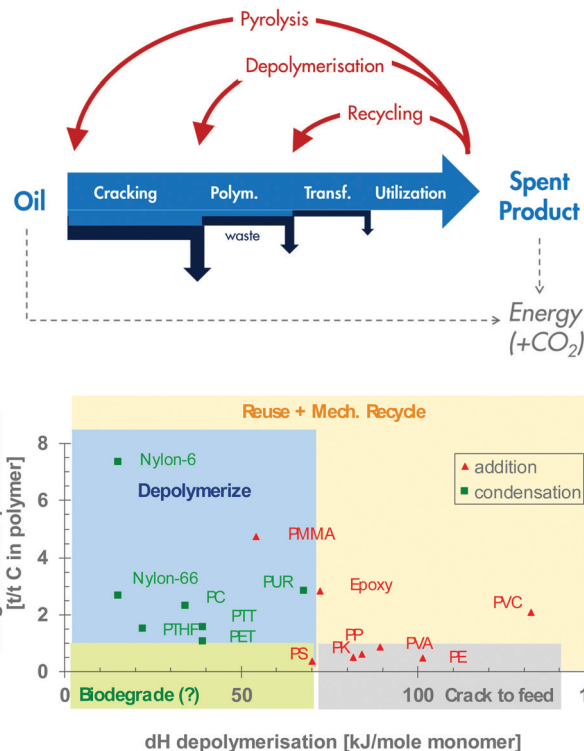 Pyrolysis
Depolymerisation
Recycling
Oil
Cracking
Polym.
Transf.
Utilization
Spent
Product
waste
Energy
(+CO₂)
Reuse + Mech. Recycle
8
6
4
2
0
[t/t C in polymer]
Nylon-6
addition
condensation
Depolymerize
PMMA
Nylon-66
PC
PUR
Epoxy
PVC
PTT
PTHF
PET
PP
PVA
PS
PK
PE
Biodegrade (?)
Crack to feed
0
50
100
dH depolymerisation [kJ/mole monomer]